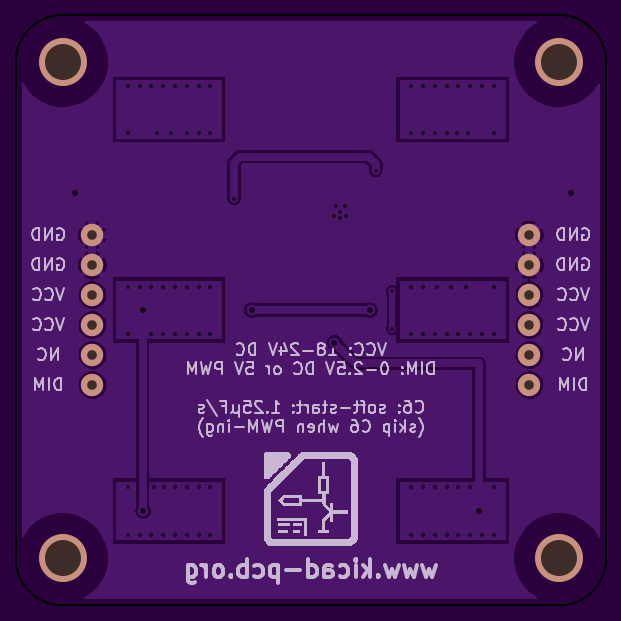 GND
GND
VCC
VCC
NC
DIM
GND
GND
VCC
VCC
NC
DIM
VCC: 18-24V DC
DIM: 0-2.5V DC or 5V PWM
C6: soft-start: 1.25µF/s
(skip C6 when PWM-ing)
www.kicad-pcb.org